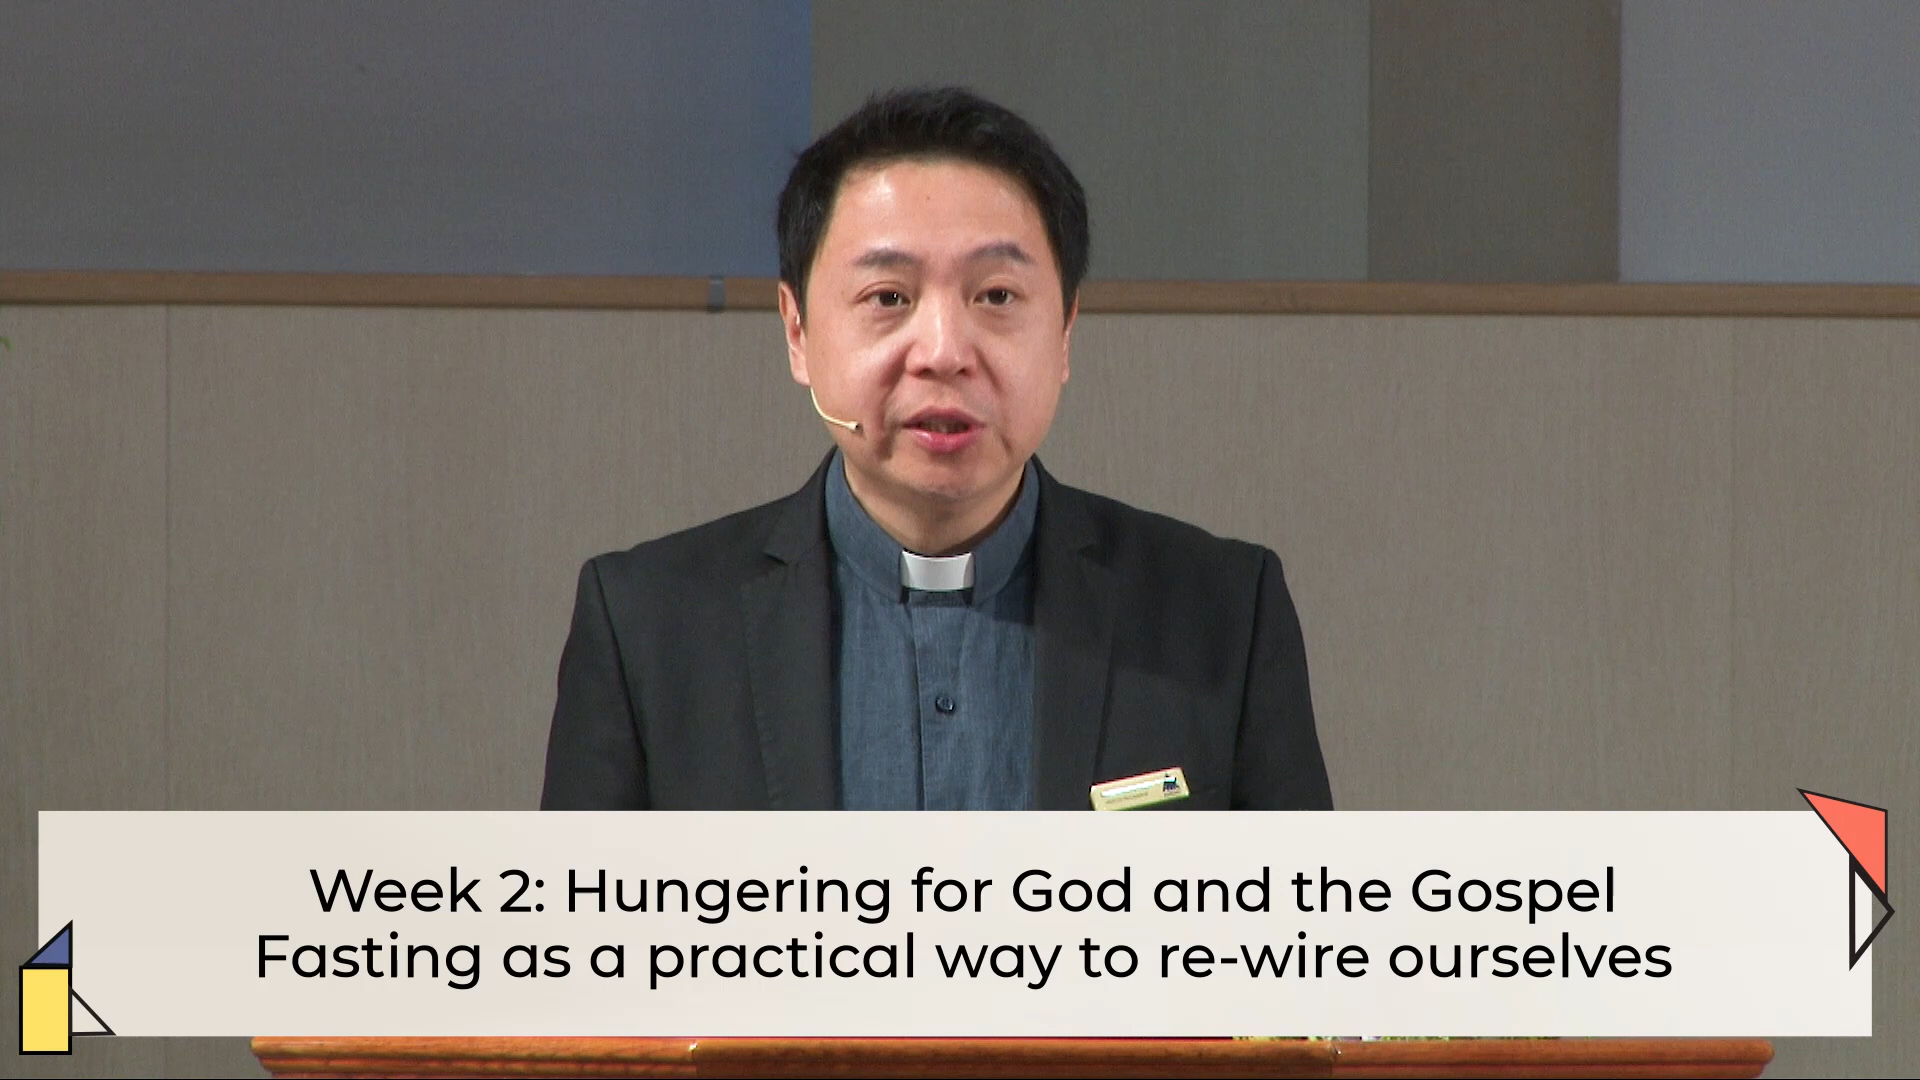 Week 2: Hungering for God and the Gospel
Fasting as a practical way to re-wire ourselves